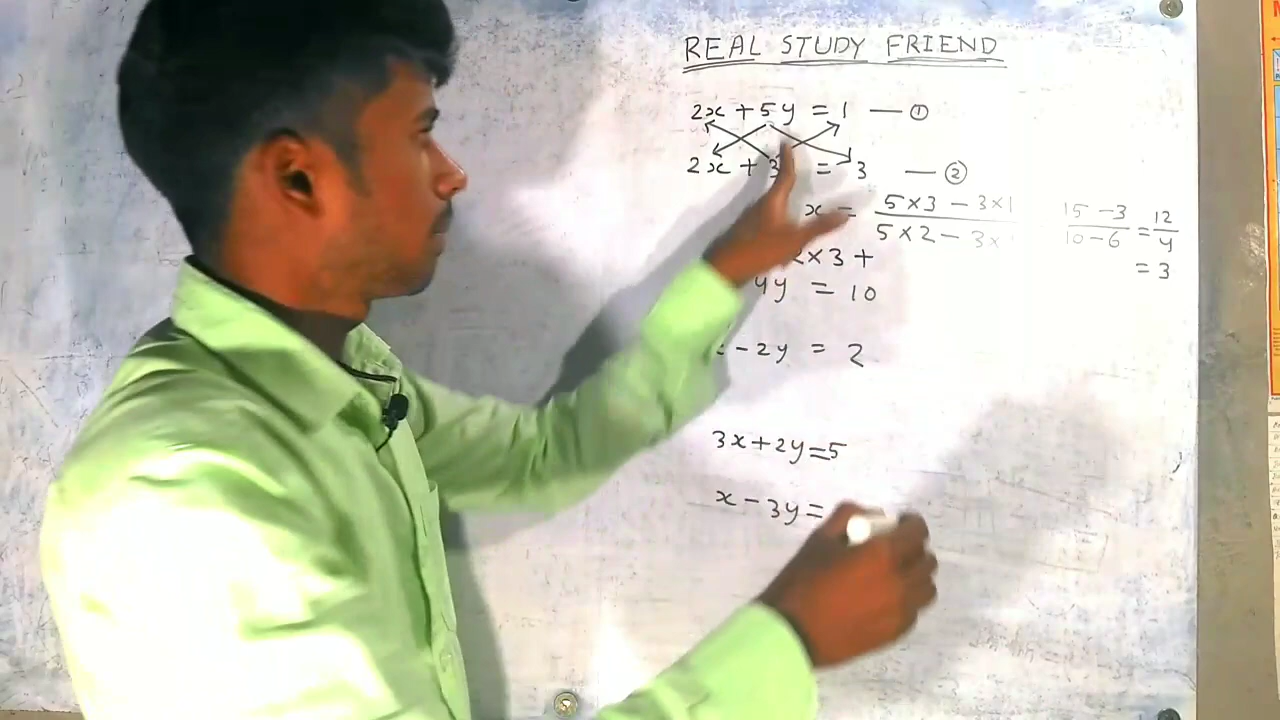 REAL STUDY FRIEND
2x + 5y = 1 — ①
2x + 3 = 3 — ②
x = 5×3 − 3×1 / 5×2 − 3×
15 − 3 / 10 − 6 = 12 / 4
= 3
2×3 +
4y = 10
− 2y = 2
3x + 2y = 5
x − 3y =